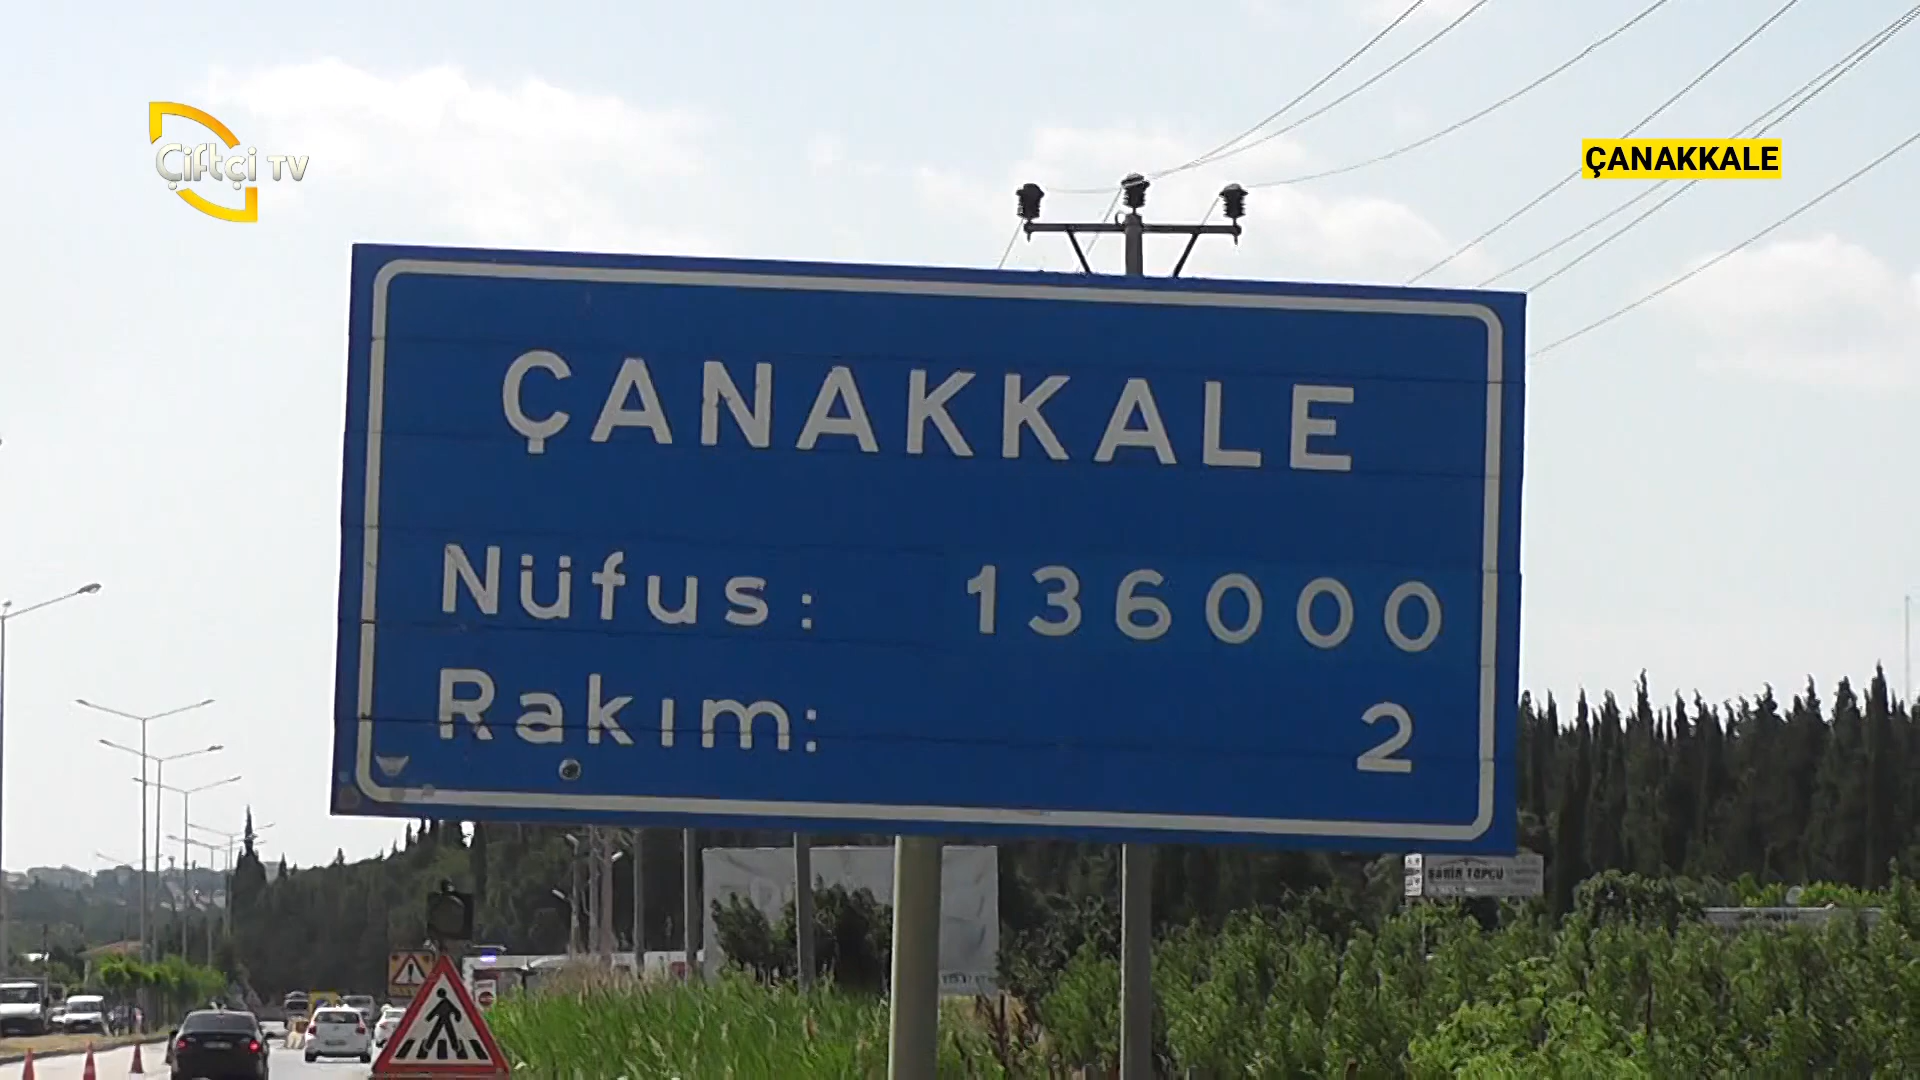 Çiftçi TV
ÇANAKKALE
ÇANAKKALE
Nüfus: 136000
Rakım: 2